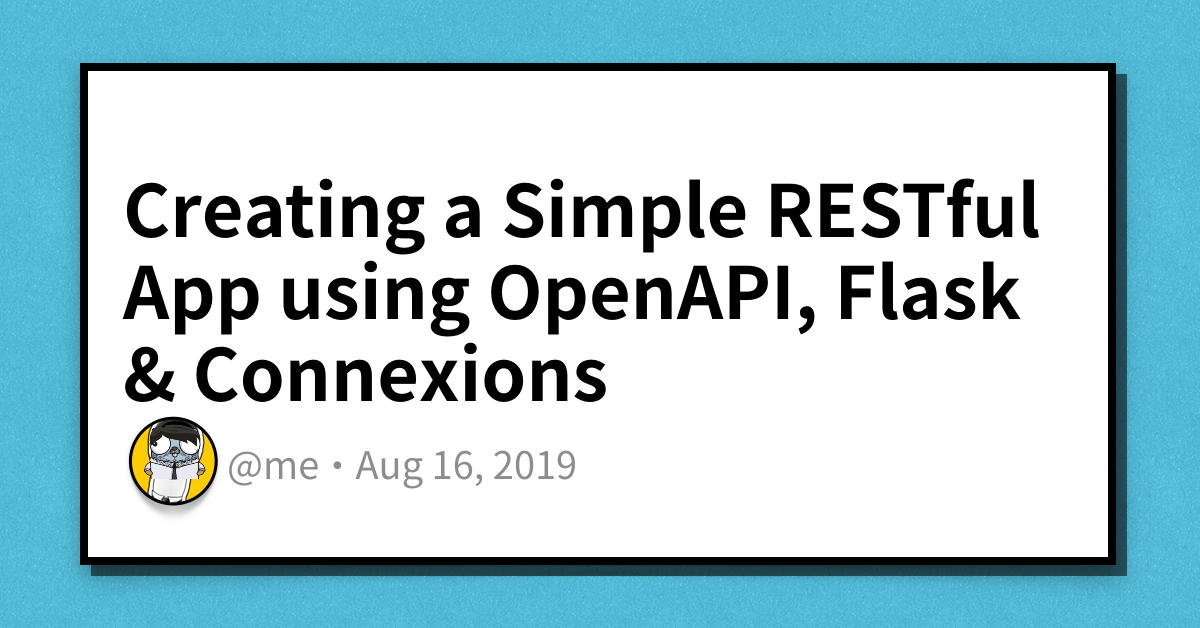 Creating a Simple RESTful
App using OpenAPI, Flask
& Connexions
@me • Aug 16, 2019